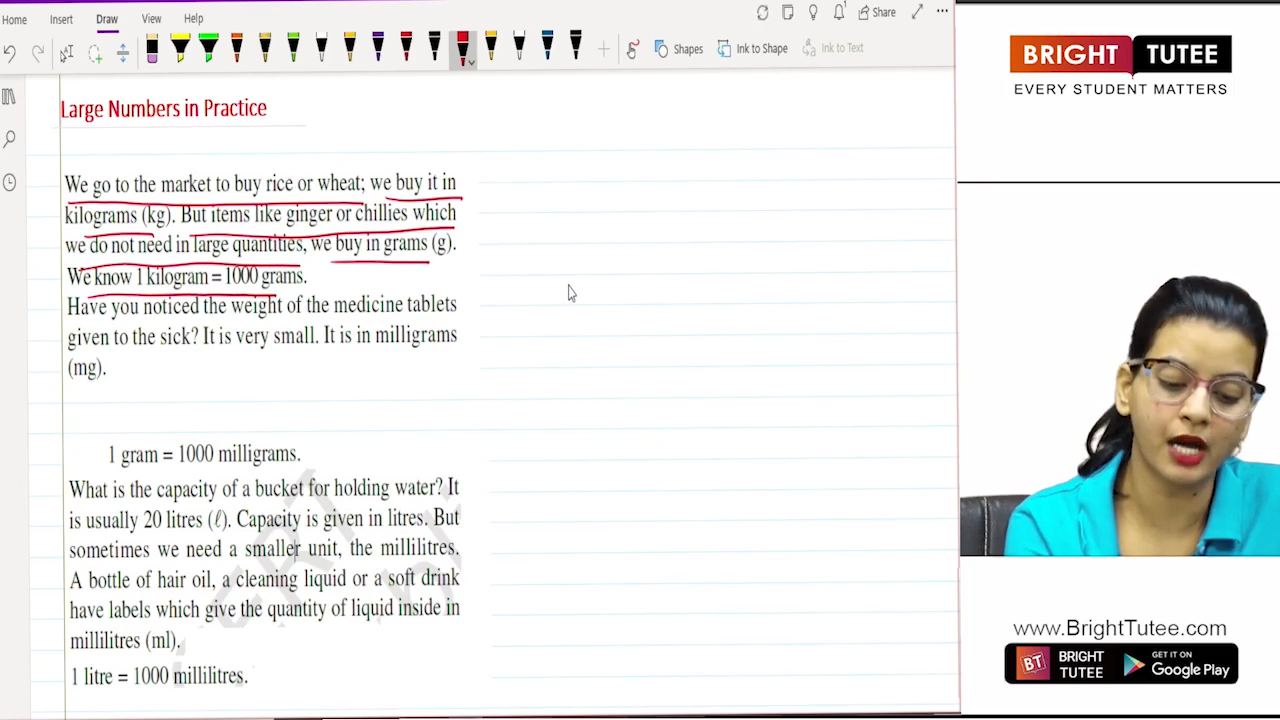 Home Insert Draw View Help
Share
Shapes Ink to Shape Ink to Text
BRIGHT TUTEE
EVERY STUDENT MATTERS
Large Numbers in Practice
We go to the market to buy rice or wheat; we buy it in
kilograms (kg). But items like ginger or chillies which
we do not need in large quantities, we buy in grams (g).
We know 1 kilogram = 1000 grams.
Have you noticed the weight of the medicine tablets
given to the sick? It is very small. It is in milligrams
(mg).
1 gram = 1000 milligrams.
What is the capacity of a bucket for holding water? It
is usually 20 litres (ℓ). Capacity is given in litres. But
sometimes we need a smaller unit, the millilitres.
A bottle of hair oil, a cleaning liquid or a soft drink
have labels which give the quantity of liquid inside in
millilitres (ml).
1 litre = 1000 millilitres.
www.BrightTutee.com
BT
BRIGHT
TUTEE
GET IT ON
Google Play